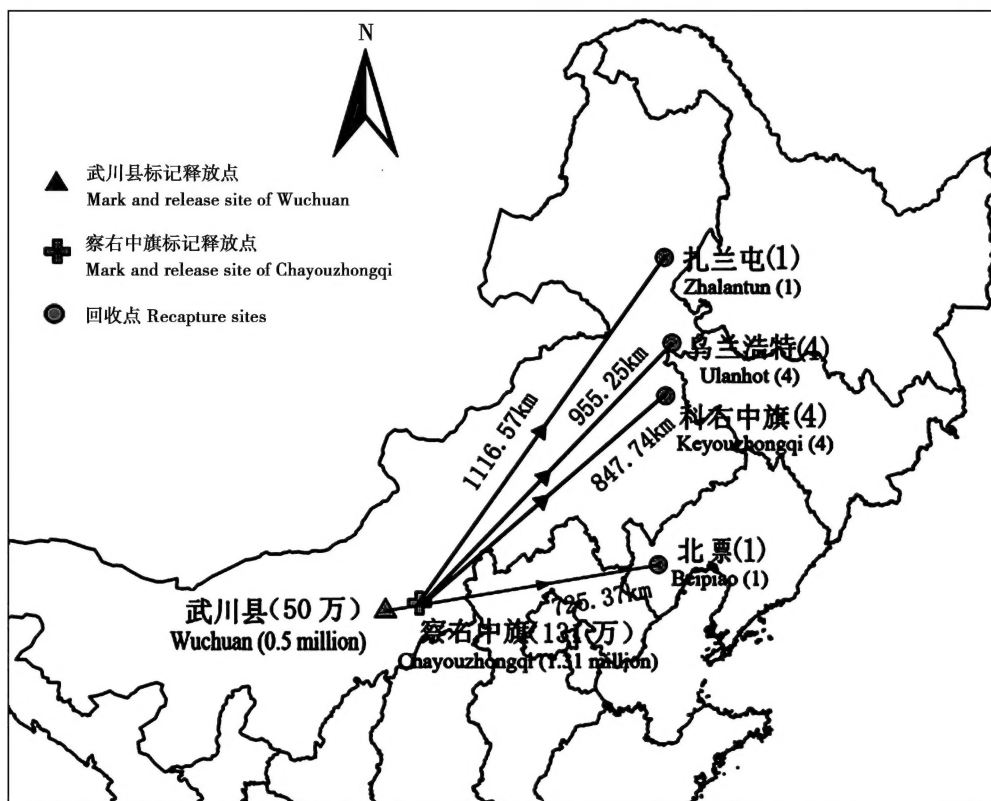 N
武川县标记释放点
Mark and release site of Wuchuan
察右中旗标记释放点
Mark and release site of Chayouzhongqi
回收点 Recapture sites
扎兰屯(1)
Zhalantun (1)
乌兰浩特(4)
Ulanhot (4)
科右中旗(4)
Keyouzhongqi (4)
1116.57km
955.25km
847.74km
北票(1)
Beipiao (1)
725.37km
武川县(50万)
Wuchuan (0.5 million)
察右中旗(131万)
Chayouzhongqi (1.31 million)